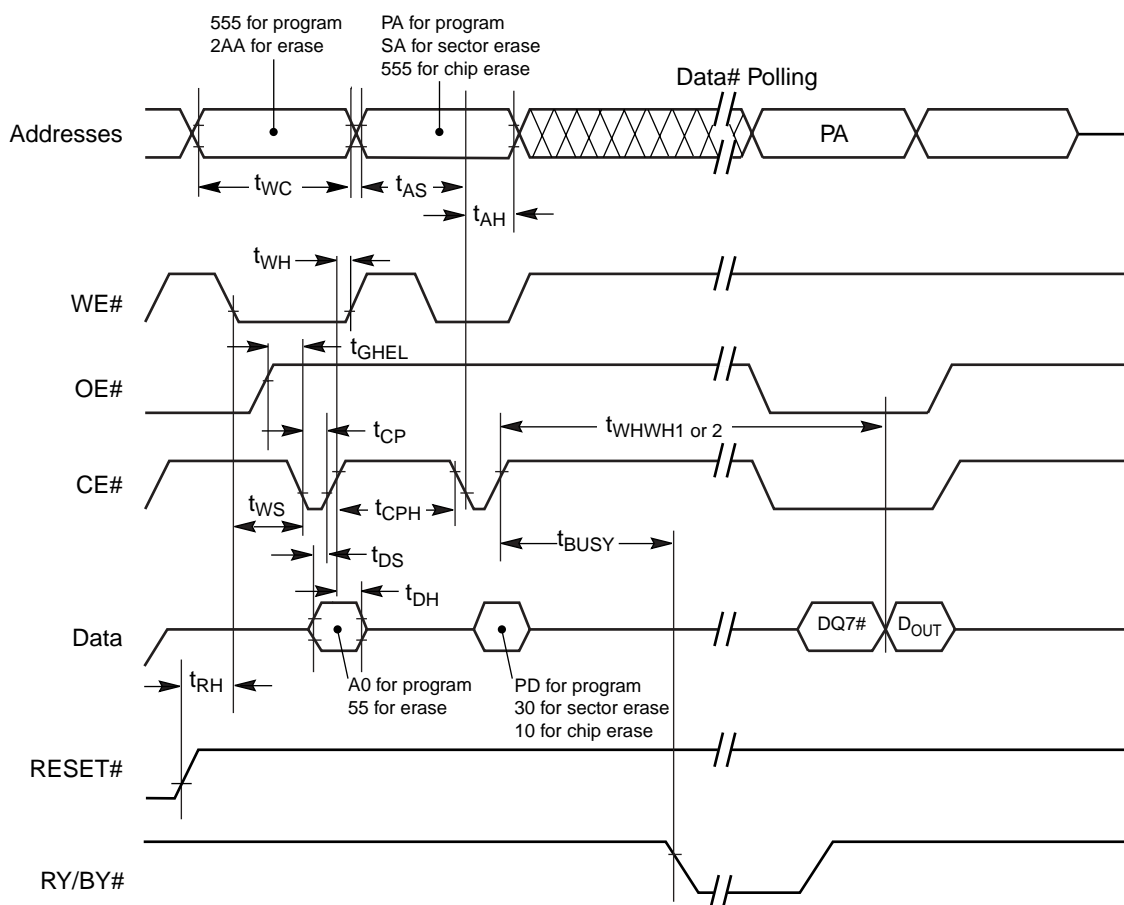 555 for program
2AA for erase
PA for program
SA for sector erase
555 for chip erase
Data# Polling
Addresses
PA
tWC
tAS
tAH
tWH
WE#
tGHEL
OE#
tWHWH1 or 2
tCP
CE#
tWS
tCPH
tBUSY
tDS
tDH
Data
DQ7#
DOUT
tRH
A0 for program
55 for erase
PD for program
30 for sector erase
10 for chip erase
RESET#
RY/BY#